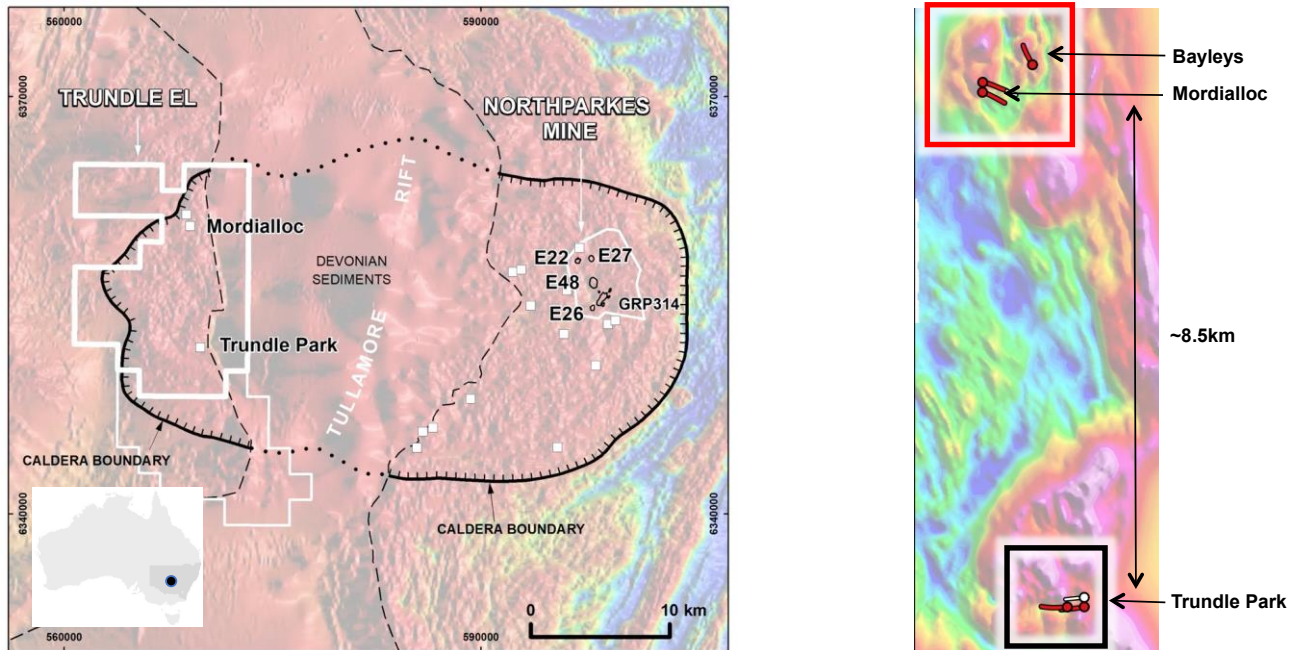 560000
590000
6370000
6370000
TRUNDLE EL
NORTHPARKES
MINE
RIFT
Mordialloc
DEVONIAN
SEDIMENTS
E22
E27
E48
GRP314
E26
Trundle Park
TULLAMORE
CALDERA BOUNDARY
CALDERA BOUNDARY
6340000
6340000
0
10 km
560000
590000
Bayleys
Mordialloc
~8.5km
Trundle Park